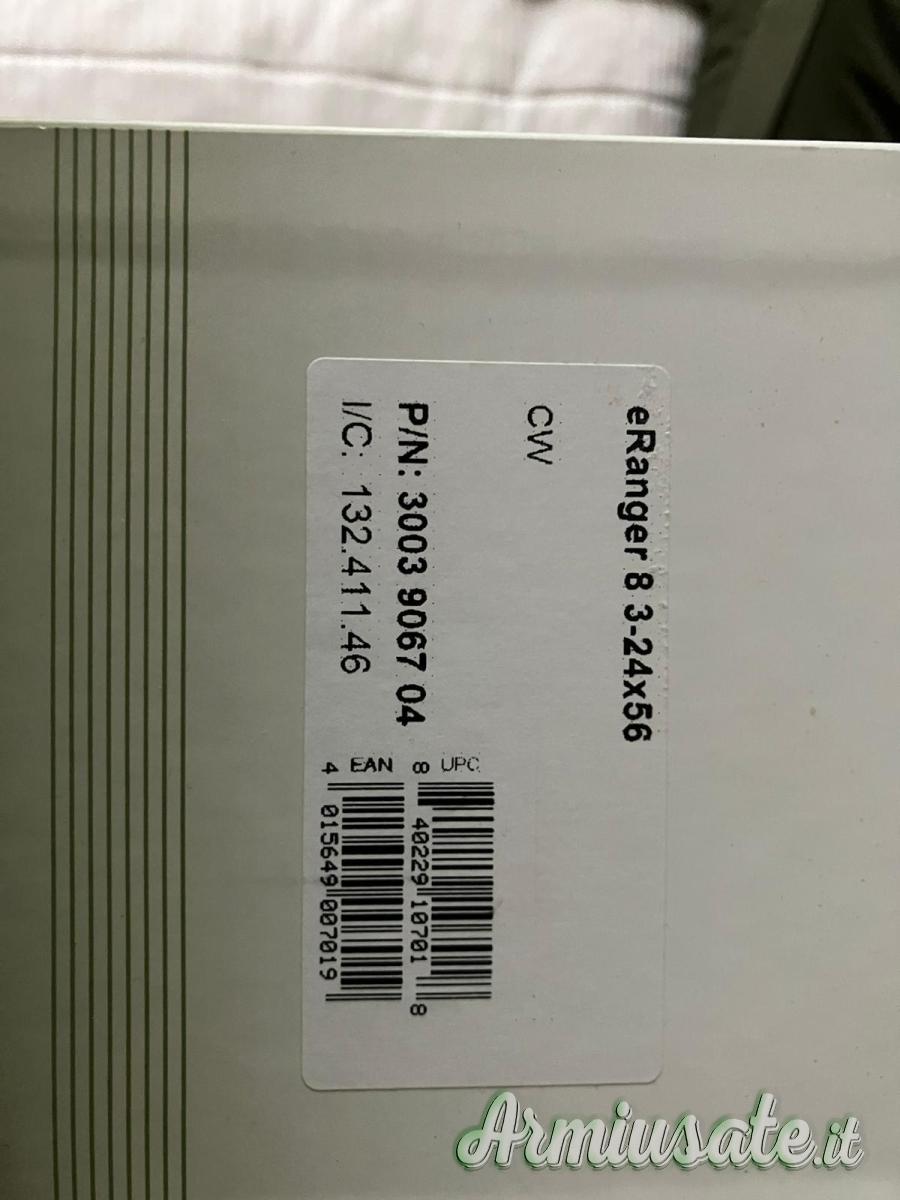 eRanger 8 3-24x56
CW
P/N: 3003 9067 04
I/C: 132.411.46
UPC
8 40229 10701 8
EAN
4 015649 007019
Armiusate.it